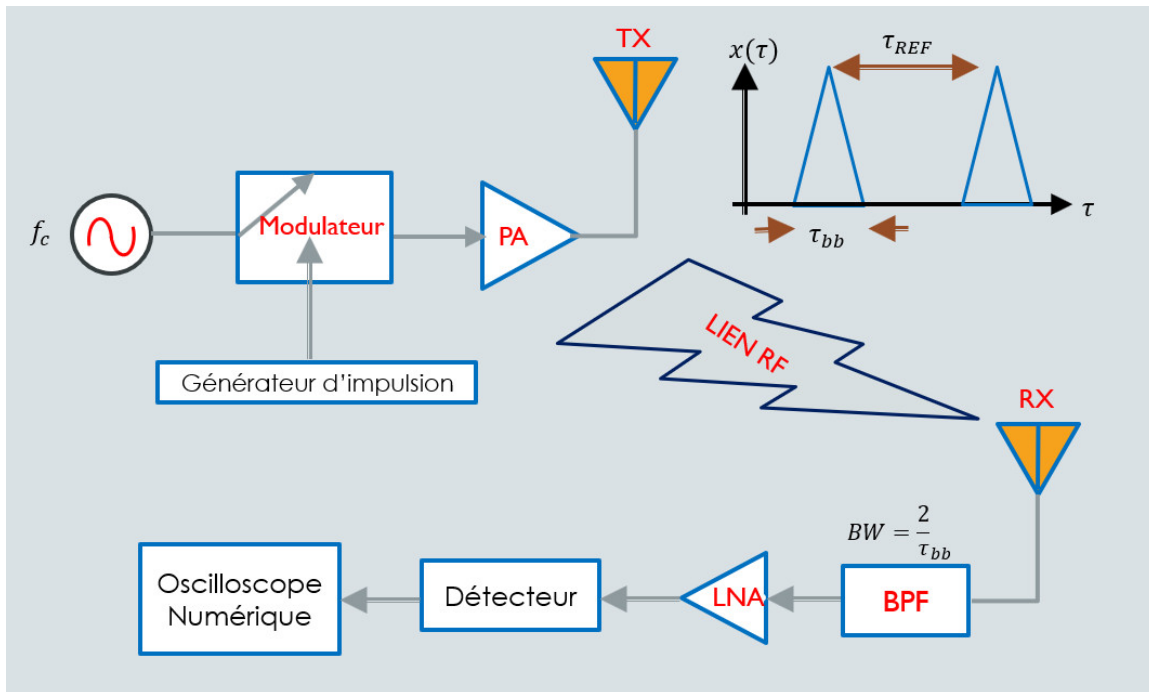 TX
x(τ)
τ_REF
f_c
Modulateur
PA
τ
τ_bb
Générateur d'impulsion
LIEN RF
RX
BW = 2/τ_bb
Oscilloscope
Numérique
Détecteur
LNA
BPF